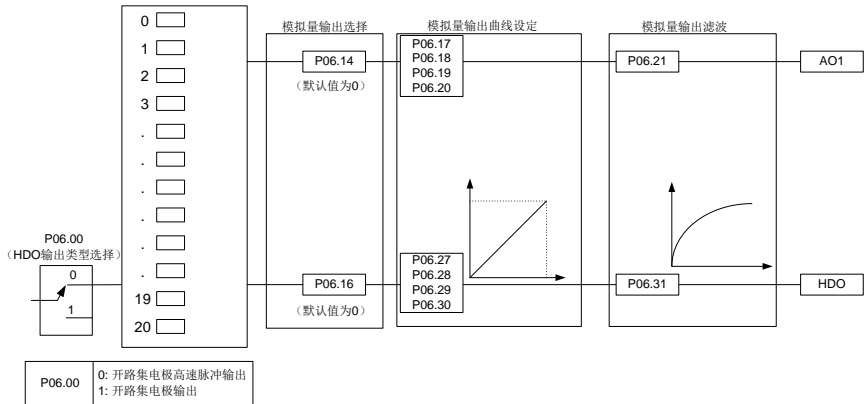 0
1
2
3
.
.
.
.
.
.
19
20
P06.00
（HDO输出类型选择）
0
1
模拟量输出选择
P06.14
（默认值为0）
P06.16
（默认值为0）
模拟量输出曲线设定
P06.17
P06.18
P06.19
P06.20
P06.27
P06.28
P06.29
P06.30
模拟量输出滤波
P06.21
P06.31
AO1
HDO
P06.00
0: 开路集电极高速脉冲输出
1: 开路集电极输出